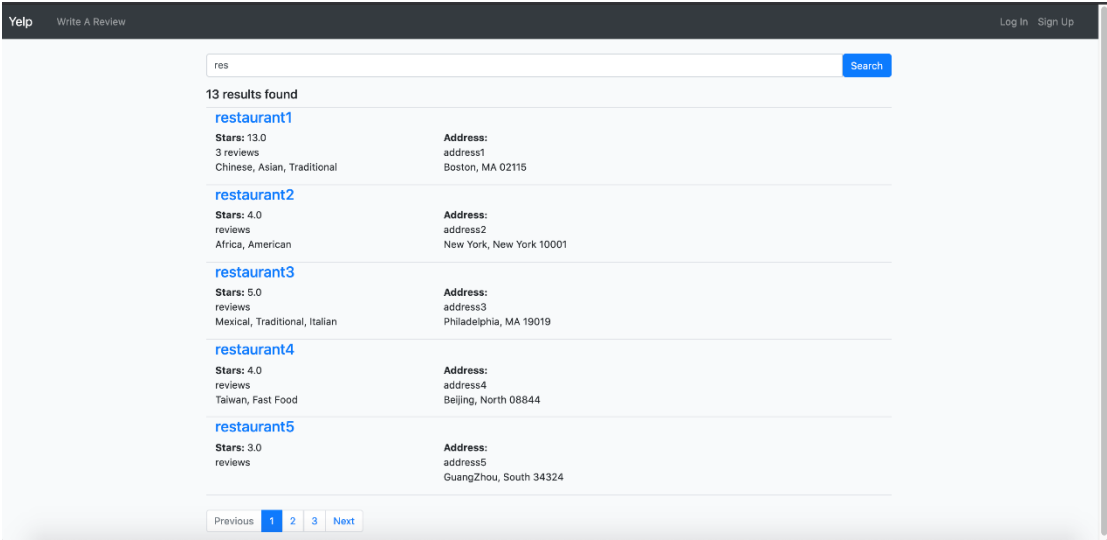 Yelp Write A Review Log In Sign Up
res Search
13 results found
restaurant1
Stars: 13.0 Address:
3 reviews address1
Chinese, Asian, Traditional Boston, MA 02115
restaurant2
Stars: 4.0 Address:
reviews address2
Africa, American New York, New York 10001
restaurant3
Stars: 5.0 Address:
reviews address3
Mexical, Traditional, Italian Philadelphia, MA 19019
restaurant4
Stars: 4.0 Address:
reviews address4
Taiwan, Fast Food Beijing, North 08844
restaurant5
Stars: 3.0 Address:
reviews address5
GuangZhou, South 34324
Previous 1 2 3 Next